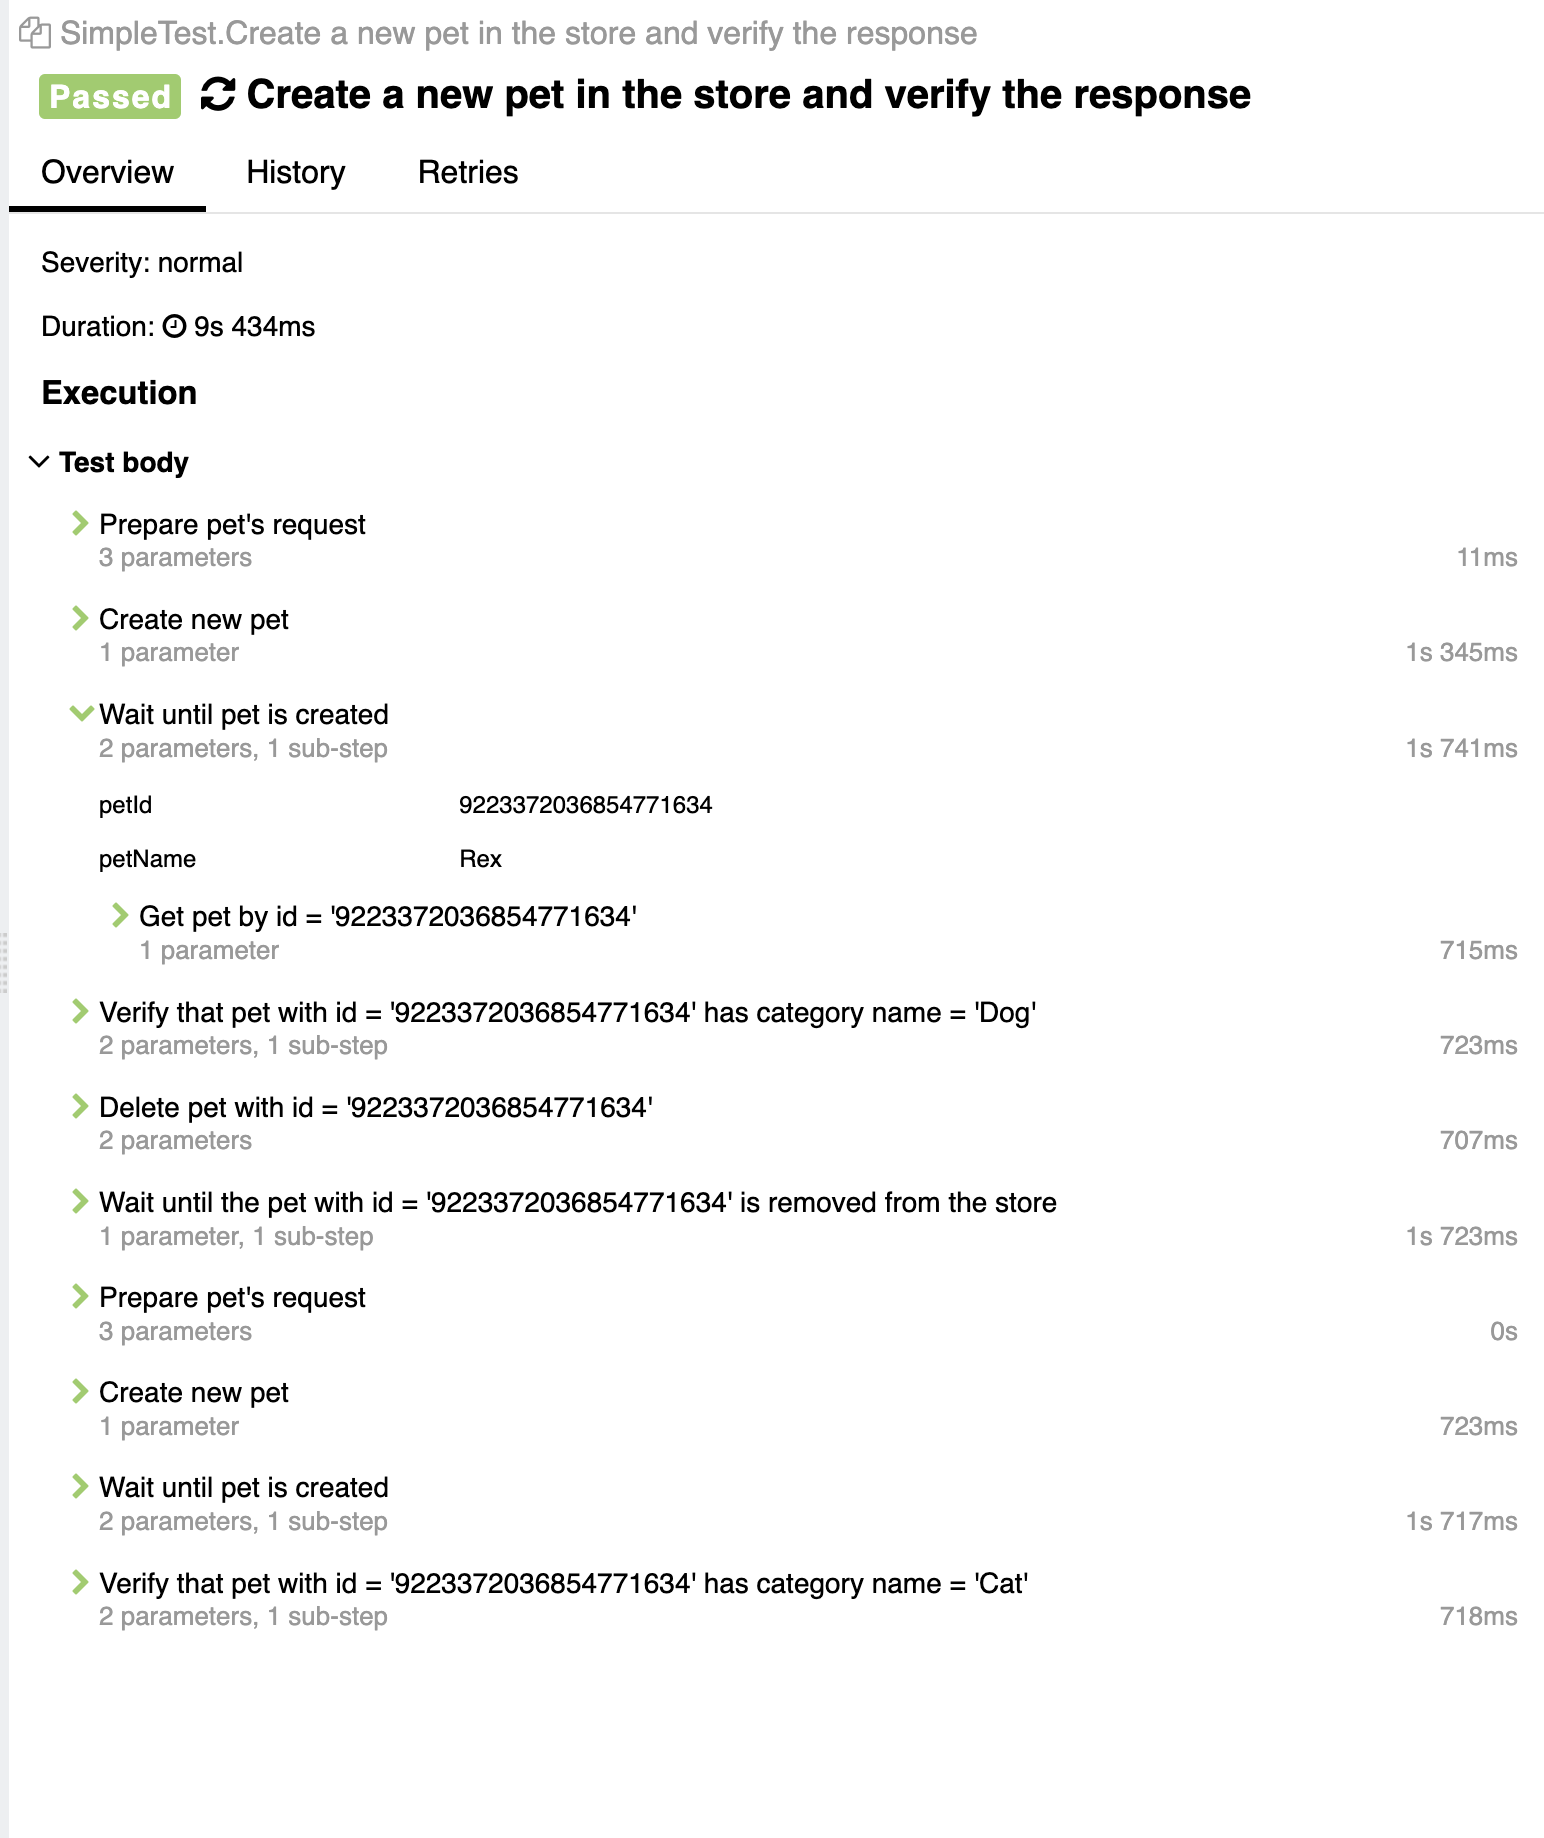 SimpleTest.Create a new pet in the store and verify the response
Passed Create a new pet in the store and verify the response
Overview History Retries
Severity: normal
Duration: 9s 434ms
Execution
Test body
Prepare pet's request
3 parameters 11ms
Create new pet
1 parameter 1s 345ms
Wait until pet is created
2 parameters, 1 sub-step 1s 741ms
petId 9223372036854771634
petName Rex
Get pet by id = '9223372036854771634'
1 parameter 715ms
Verify that pet with id = '9223372036854771634' has category name = 'Dog'
2 parameters, 1 sub-step 723ms
Delete pet with id = '9223372036854771634'
2 parameters 707ms
Wait until the pet with id = '9223372036854771634' is removed from the store
1 parameter, 1 sub-step 1s 723ms
Prepare pet's request
3 parameters 0s
Create new pet
1 parameter 723ms
Wait until pet is created
2 parameters, 1 sub-step 1s 717ms
Verify that pet with id = '9223372036854771634' has category name = 'Cat'
2 parameters, 1 sub-step 718ms